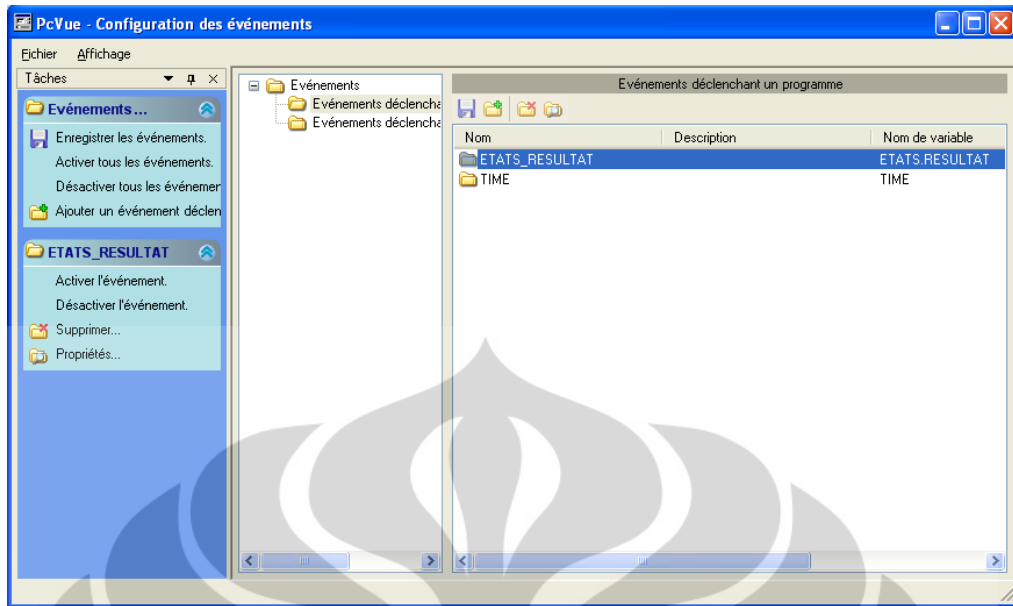 PcVue - Configuration des événements
Fichier Affichage
Tâches
Evénements...
Enregistrer les événements.
Activer tous les événements.
Désactiver tous les événemer
Ajouter un événement déclen
ETATS_RESULTAT
Activer l'événement.
Désactiver l'événement.
Supprimer...
Propriétés...
Evénements
Evénements déclencha
Evénements déclencha
Evénements déclenchant un programme
Nom Description Nom de variable
ETATS_RESULTAT ETATS.RESULTAT
TIME TIME